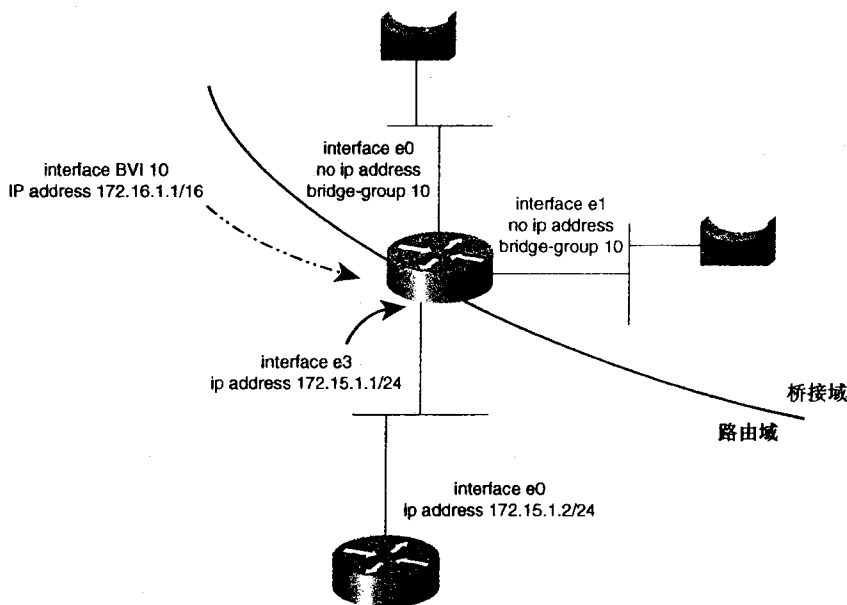 interface e0
no ip address
bridge-group 10
interface BVI 10
IP address 172.16.1.1/16
interface e1
no ip address
bridge-group 10
interface e3
ip address 172.15.1.1/24
桥接域
路由域
interface e0
ip address 172.15.1.2/24